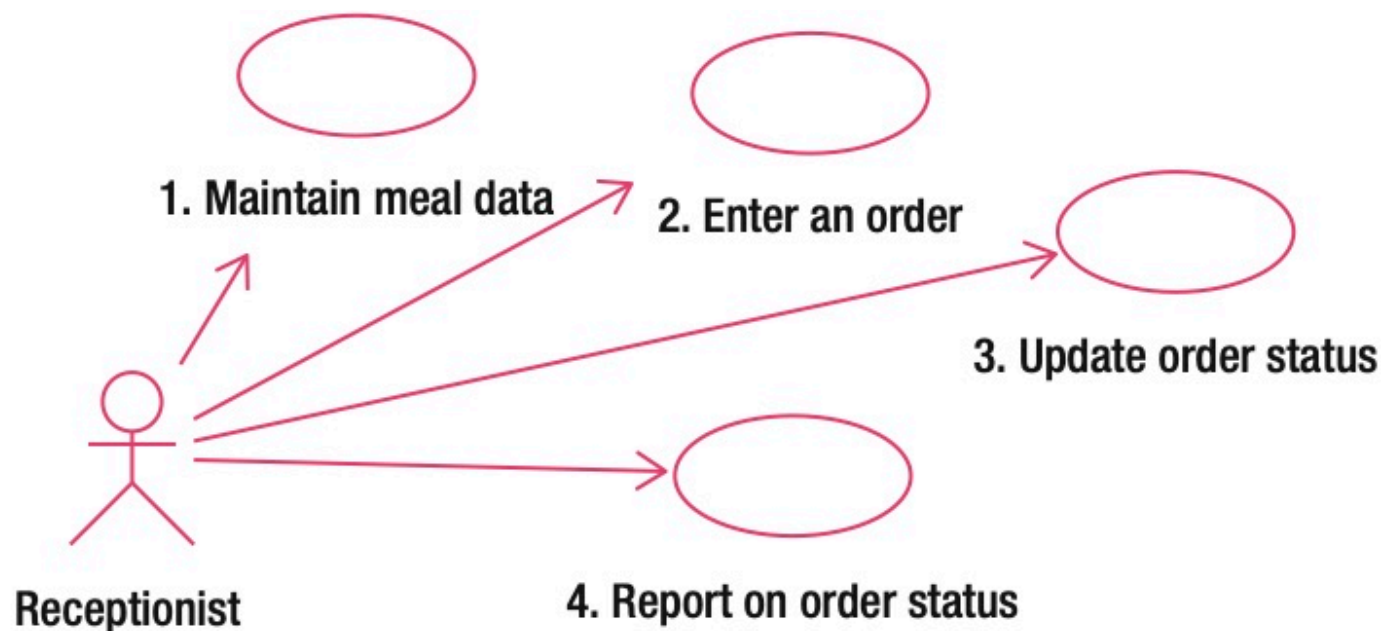 1. Maintain meal data
2. Enter an order
3. Update order status
4. Report on order status
Receptionist